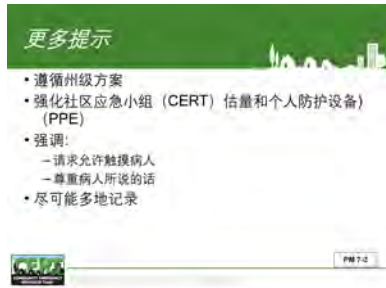 更多提示
• 遵循州级方案
• 强化社区应急小组（CERT）估量和个人防护设备)
（PPE）
• 强调:
–请求允许触摸病人
–尊重病人所说的话
• 尽可能多地记录
PM 7-2